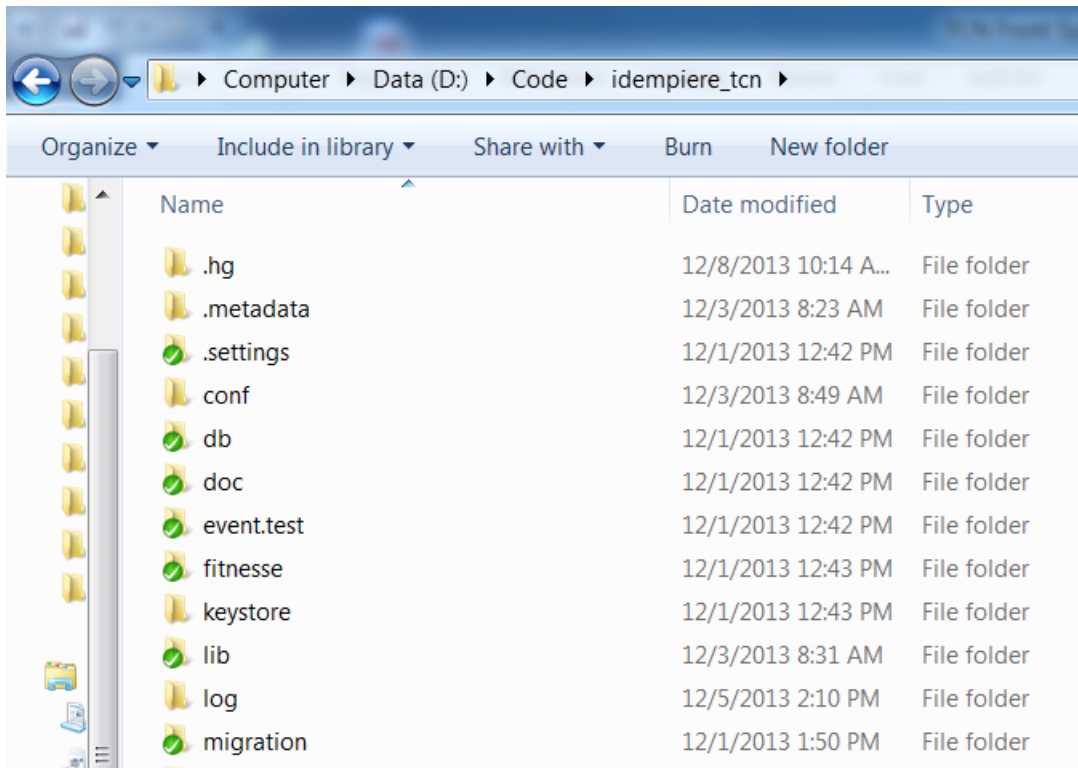 Computer Data (D:) Code idempiere_tcn
Organize Include in library Share with Burn New folder
Name Date modified Type
.hg 12/8/2013 10:14 A... File folder
.metadata 12/3/2013 8:23 AM File folder
.settings 12/1/2013 12:42 PM File folder
conf 12/3/2013 8:49 AM File folder
db 12/1/2013 12:42 PM File folder
doc 12/1/2013 12:42 PM File folder
event.test 12/1/2013 12:42 PM File folder
fitnesse 12/1/2013 12:43 PM File folder
keystore 12/1/2013 12:43 PM File folder
lib 12/3/2013 8:31 AM File folder
log 12/5/2013 2:10 PM File folder
migration 12/1/2013 1:50 PM File folder